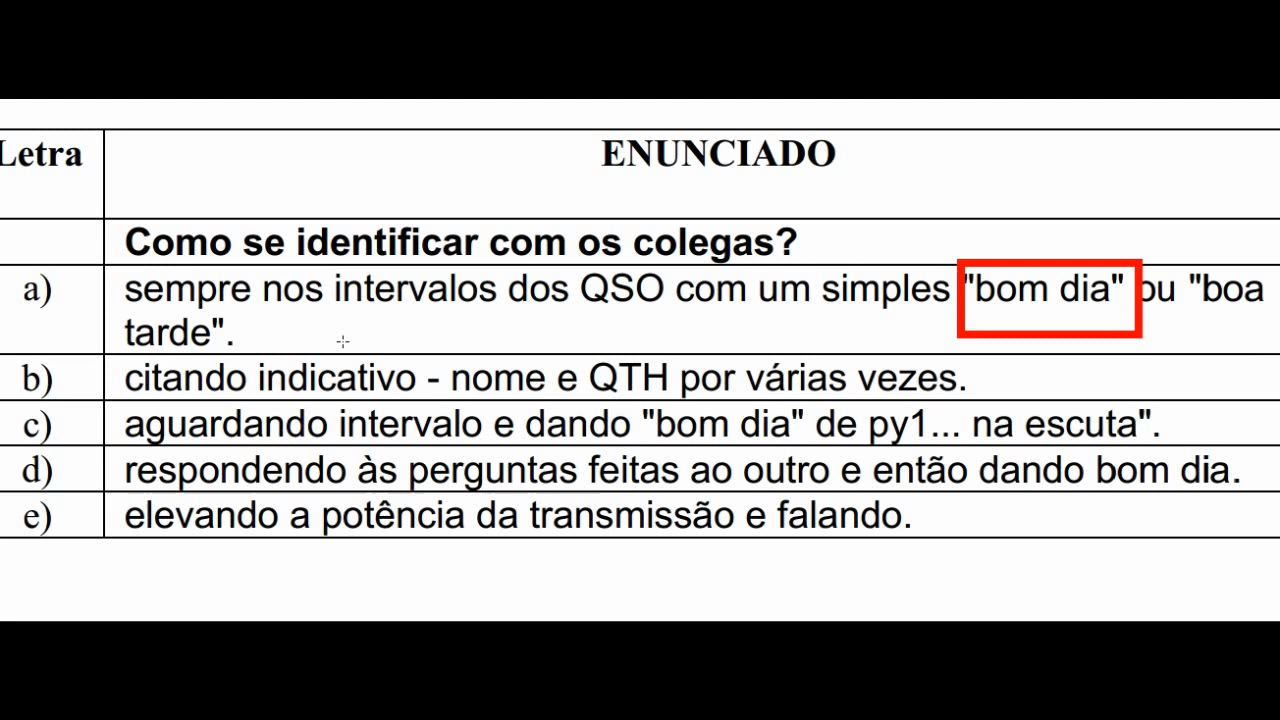 Letra ENUNCIADO
Como se identificar com os colegas?
a) sempre nos intervalos dos QSO com um simples "bom dia" ou "boa
tarde".
b) citando indicativo - nome e QTH por várias vezes.
c) aguardando intervalo e dando "bom dia" de py1... na escuta".
d) respondendo às perguntas feitas ao outro e então dando bom dia.
e) elevando a potência da transmissão e falando.